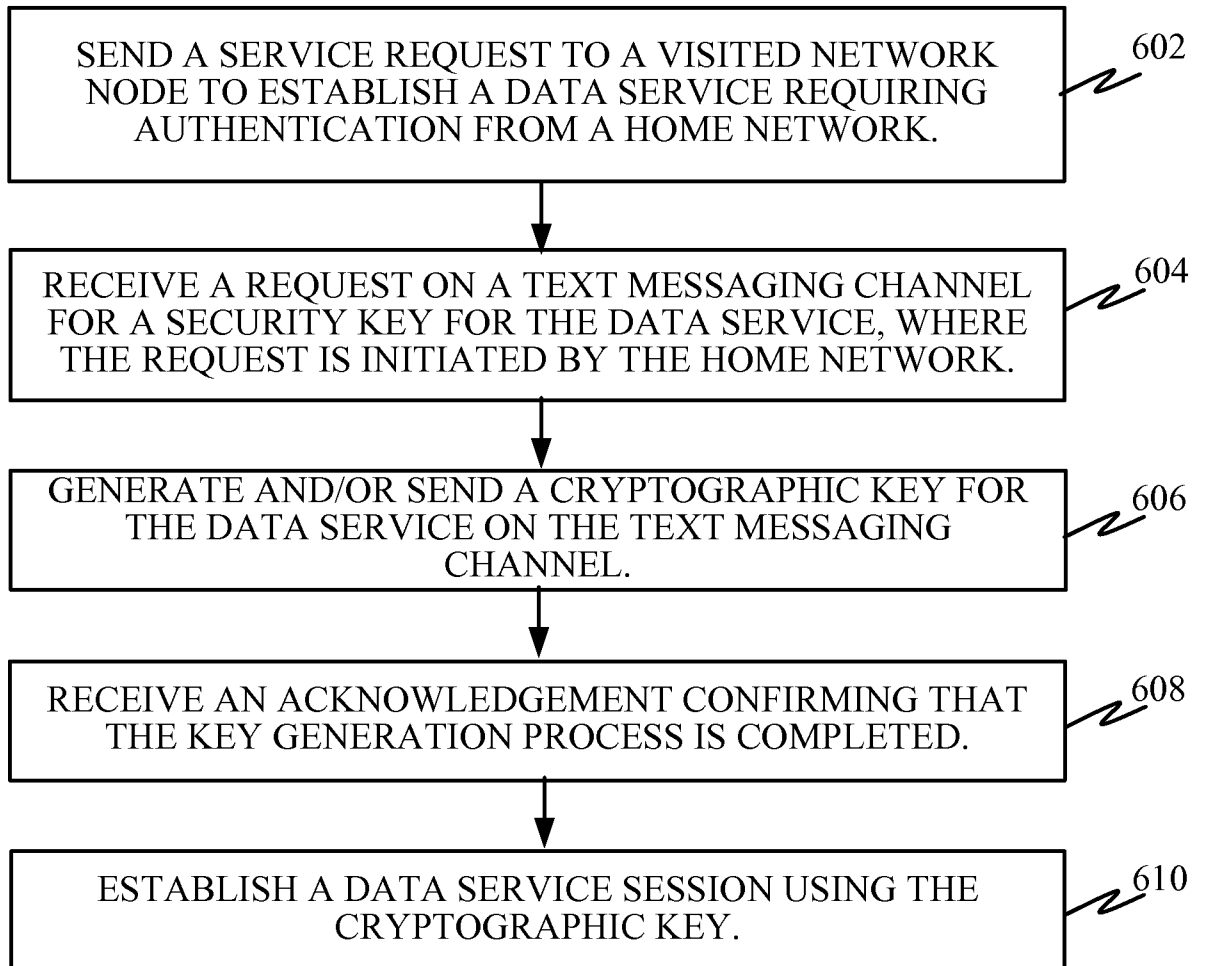 SEND A SERVICE REQUEST TO A VISITED NETWORK
NODE TO ESTABLISH A DATA SERVICE REQUIRING
AUTHENTICATION FROM A HOME NETWORK.
602
RECEIVE A REQUEST ON A TEXT MESSAGING CHANNEL
FOR A SECURITY KEY FOR THE DATA SERVICE, WHERE
THE REQUEST IS INITIATED BY THE HOME NETWORK.
604
GENERATE AND/OR SEND A CRYPTOGRAPHIC KEY FOR
THE DATA SERVICE ON THE TEXT MESSAGING
CHANNEL.
606
RECEIVE AN ACKNOWLEDGEMENT CONFIRMING THAT
THE KEY GENERATION PROCESS IS COMPLETED.
608
ESTABLISH A DATA SERVICE SESSION USING THE
CRYPTOGRAPHIC KEY.
610